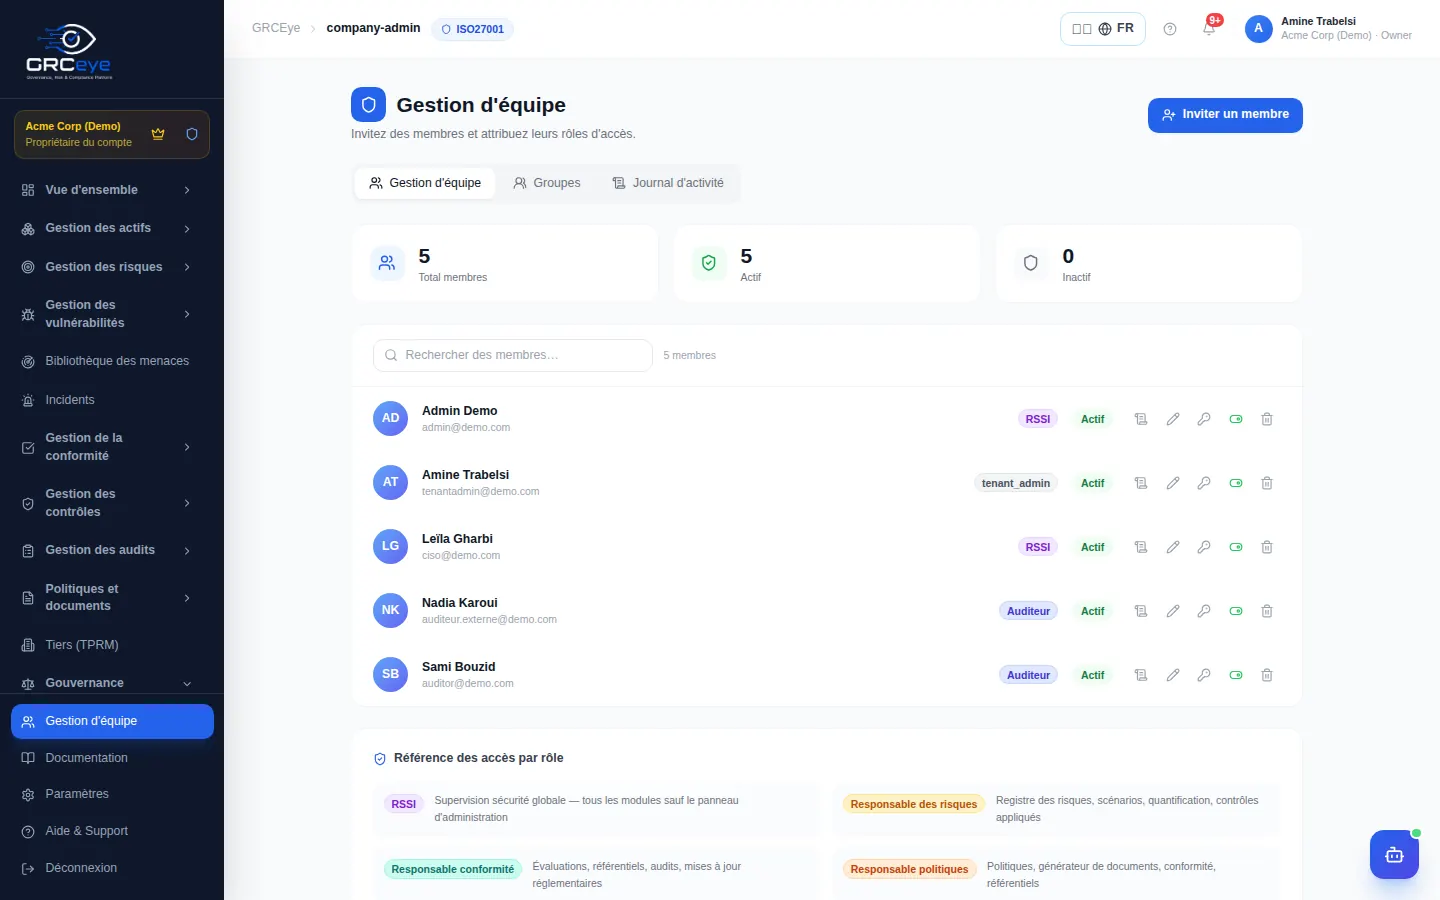 GRCeye
Governance, Risk & Compliance Platform
Acme Corp (Demo)
Propriétaire du compte
Vue d'ensemble
Gestion des actifs
Gestion des risques
Gestion des
vulnérabilités
Bibliothèque des menaces
Incidents
Gestion de la
conformité
Gestion des
contrôles
Gestion des audits
Politiques et
documents
Tiers (TPRM)
Gouvernance
Gestion d'équipe
Documentation
Paramètres
Aide & Support
Déconnexion
GRCEye
company-admin
ISO27001
FR
9+
A
Amine Trabelsi
Acme Corp (Demo) · Owner
Gestion d'équipe
Invitez des membres et attribuez leurs rôles d'accès.
Inviter un membre
Gestion d'équipe
Groupes
Journal d'activité
5
Total membres
5
Actif
0
Inactif
Rechercher des membres…
5 membres
AD
Admin Demo
admin@demo.com
RSSI
Actif
AT
Amine Trabelsi
tenantadmin@demo.com
tenant_admin
Actif
LG
Leïla Gharbi
ciso@demo.com
RSSI
Actif
NK
Nadia Karoui
auditeur.externe@demo.com
Auditeur
Actif
SB
Sami Bouzid
auditor@demo.com
Auditeur
Actif
Référence des accès par rôle
RSSI
Supervision sécurité globale — tous les modules sauf le panneau
d'administration
Responsable des risques
Registre des risques, scénarios, quantification, contrôles
appliqués
Responsable conformité
Évaluations, référentiels, audits, mises à jour
réglementaires
Responsable politiques
Politiques, générateur de documents, conformité,
référentiels